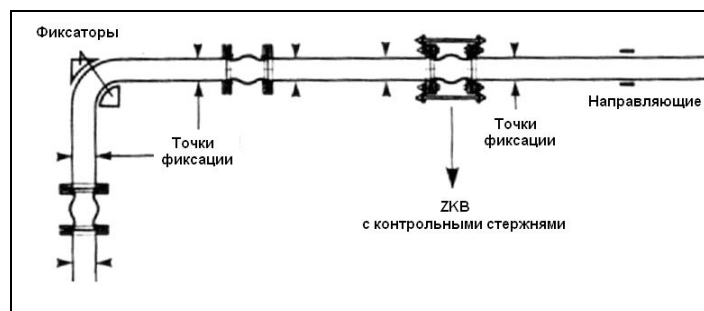 Фиксаторы
Направляющие
Точки
фиксации
Точки
фиксации
ZKB
с контрольными стержнями